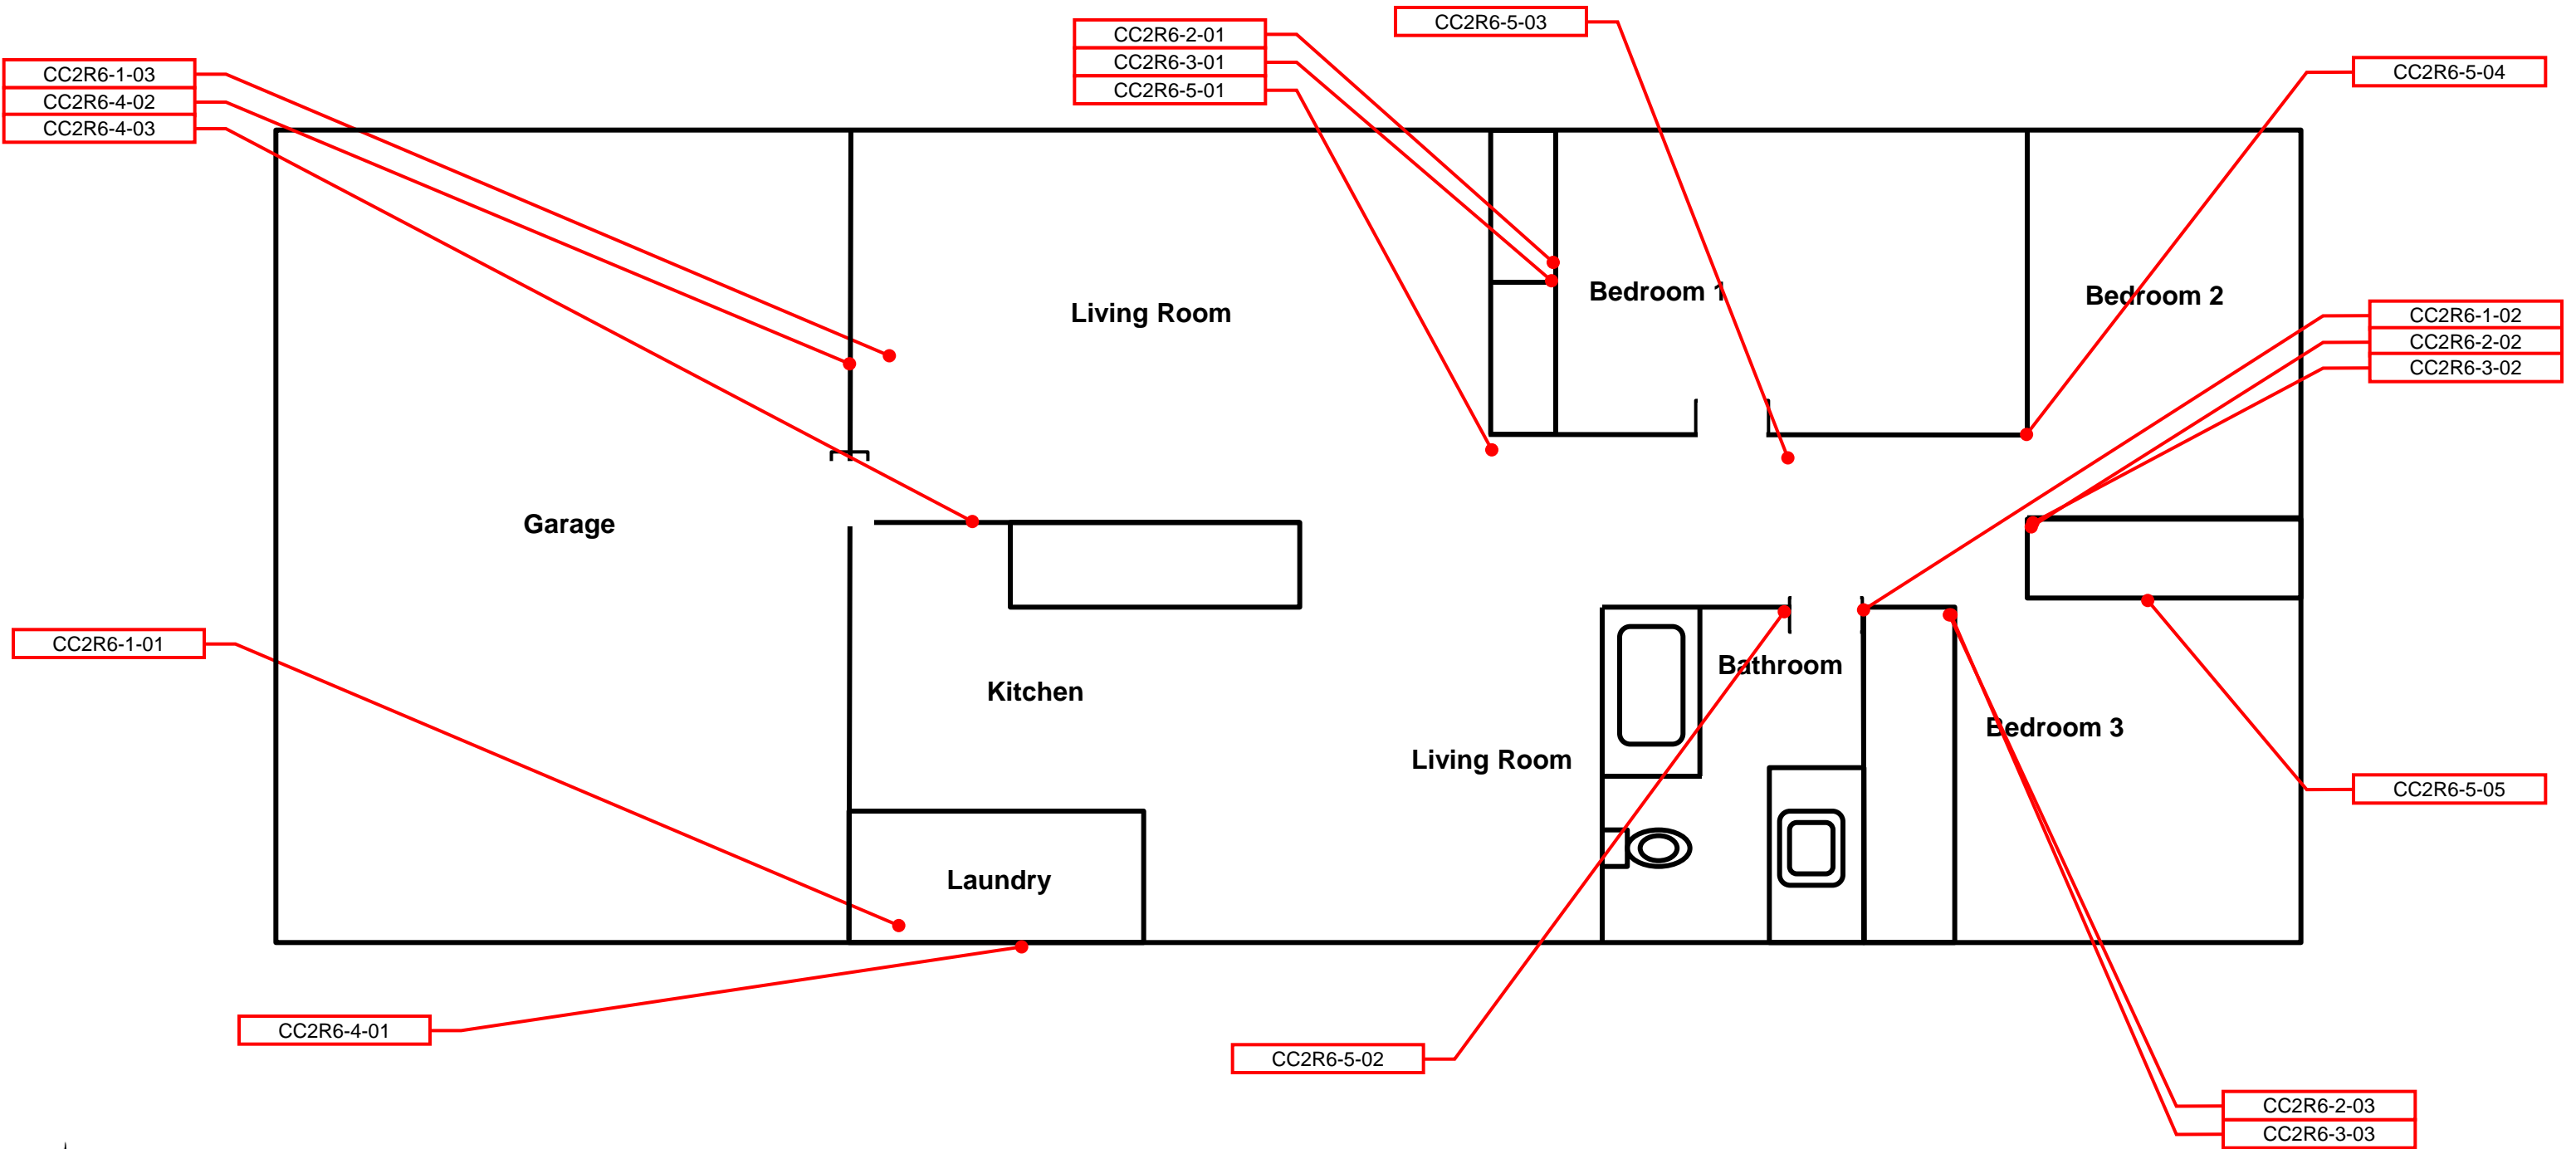 CC2R6-5-03
CC2R6-2-01
CC2R6-3-01
CC2R6-5-01
CC2R6-1-03
CC2R6-4-02
CC2R6-4-03
CC2R6-5-04
Living Room
Bedroom 1
Bedroom 2
CC2R6-1-02
CC2R6-2-02
CC2R6-3-02
Garage
CC2R6-1-01
Kitchen
Bathroom
Bedroom 3
Living Room
CC2R6-5-05
Laundry
CC2R6-4-01
CC2R6-5-02
CC2R6-2-03
CC2R6-3-03